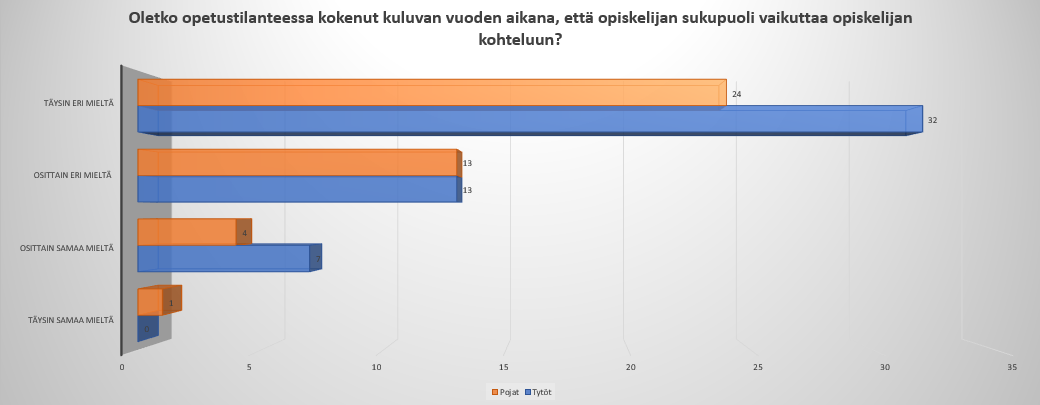 Oletko opetustilanteessa kokenut kuluvan vuoden aikana, että opiskelijan sukupuoli vaikuttaa opiskelijan
kohteluun?
TÄYSIN ERI MIELTÄ
24
32
OSITTAIN ERI MIELTÄ
13
13
OSITTAIN SAMAA MIELTÄ
4
7
TÄYSIN SAMAA MIELTÄ
1
0
0 5 10 15 20 25 30 35
Pojat Tytöt